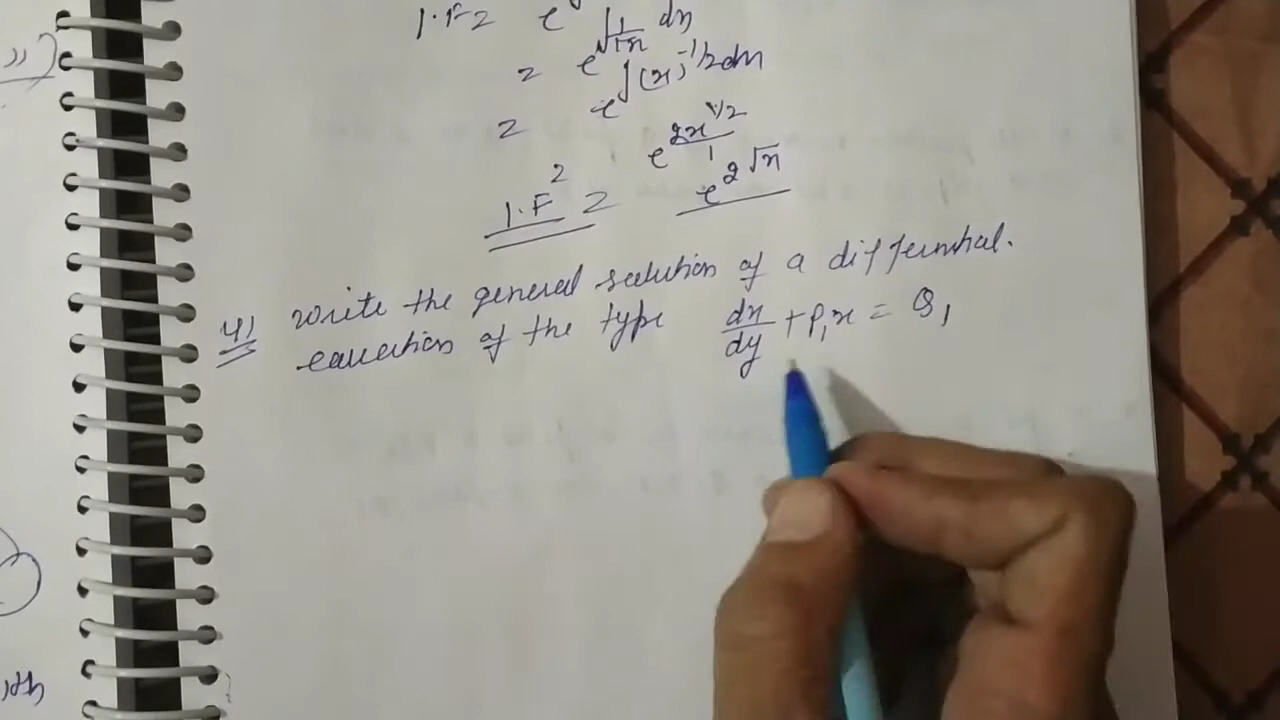 I.F = e
= e^∫1/√x dx
= e^∫(x)^-1/2 dx
= e^2x^1/2/1
I.F = e^2√x
4) Write the general solution of a differential.
equation of the type dx/dy + P₁x = Q₁